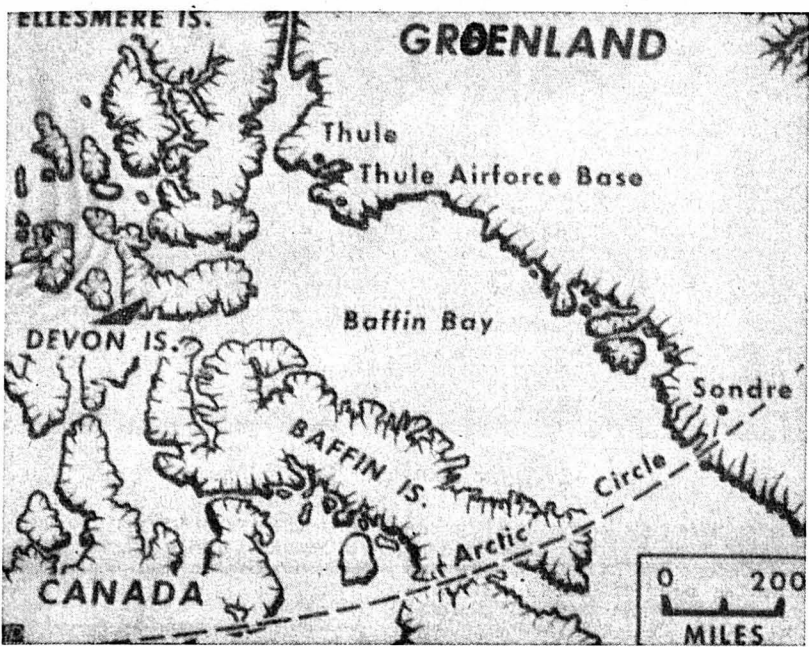 ELLESMERE IS.
GROENLAND
Thule
Thule Airforce Base
Baffin Bay
DEVON IS.
Sondre
BAFFIN IS.
Arctic Circle
CANADA
0 200
MILES